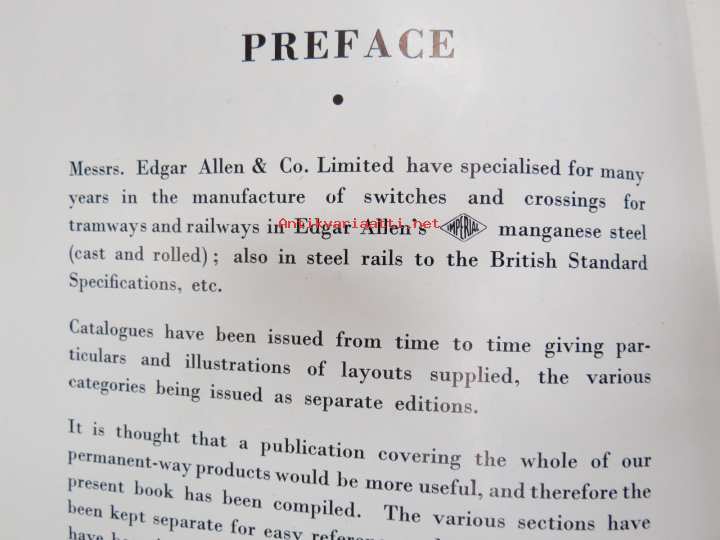 PREFACE
Messrs. Edgar Allen & Co. Limited have specialised for many
years in the manufacture of switches and crossings for
Antikvariaatti.net
tramways and railways in Edgar Allen's IMPERIAL manganese steel
(cast and rolled); also in steel rails to the British Standard
Specifications, etc.
Catalogues have been issued from time to time giving par-
ticulars and illustrations of layouts supplied, the various
categories being issued as separate editions.
It is thought that a publication covering the whole of our
permanent-way products would be more useful, and therefore the
present book has been compiled. The various sections have
been kept separate for easy
have